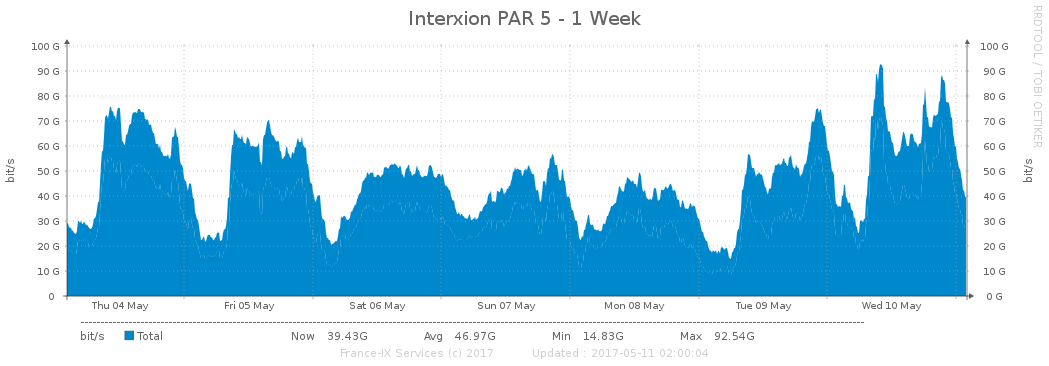 Interxion PAR 5 - 1 Week
RRDTOOL / TOBI OETIKER
100 G 100 G
90 G 90 G
80 G 80 G
70 G 70 G
60 G 60 G
50 G 50 G
40 G 40 G
30 G 30 G
20 G 20 G
10 G 10 G
0 0 G
bit/s
bit/s
Thu 04 May Fri 05 May Sat 06 May Sun 07 May Mon 08 May Tue 09 May Wed 10 May
bit/s Total Now 39.43G Avg 46.97G Min 14.83G Max 92.54G
France-IX Services (c) 2017 Updated : 2017-05-11 02:00:04